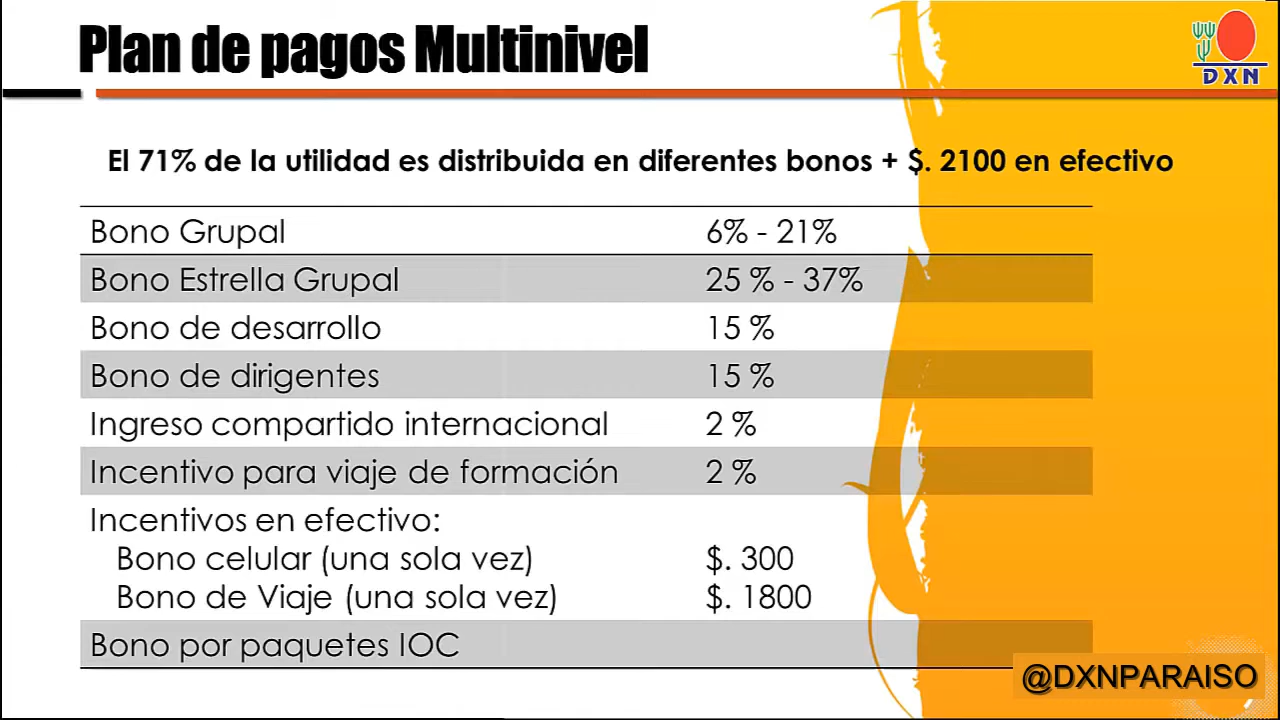 Plan de pagos Multinivel
DXN
El 71% de la utilidad es distribuida en diferentes bonos + $. 2100 en efectivo
Bono Grupal 6% - 21%
Bono Estrella Grupal 25 % - 37%
Bono de desarrollo 15 %
Bono de dirigentes 15 %
Ingreso compartido internacional 2 %
Incentivo para viaje de formación 2 %
Incentivos en efectivo:
Bono celular (una sola vez) $. 300
Bono de Viaje (una sola vez) $. 1800
Bono por paquetes IOC
@DXNPARAISO